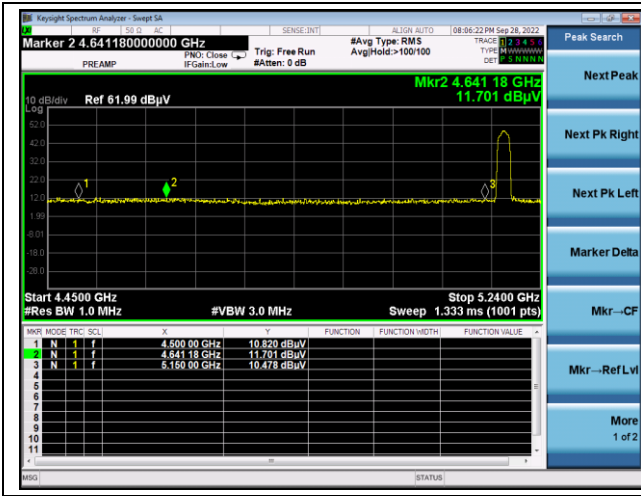 Keysight Spectrum Analyzer - Swept SA
RF 50 Ω AC SENSE:INT ALIGN AUTO 08:06:22 PM Sep 28, 2022
Marker 2 4.641180000000 GHz
PREAMP
PNO: Close
IFGain:Low
Trig: Free Run
#Atten: 0 dB
#Avg Type: RMS
Avg|Hold:>100/100
TRACE 1 2 3 4 5 6
TYPE M W W W W W
DET P S N N N N
Peak Search
Mkr2 4.641 18 GHz
11.701 dBµV
10 dB/div
Log
Ref 61.99 dBµV
52.0
42.0
32.0
22.0
12.0
1.99
-8.01
-18.0
-28.0
1
2
3
Start 4.4500 GHz
Stop 5.2400 GHz
#Res BW 1.0 MHz
#VBW 3.0 MHz
Sweep 1.333 ms (1001 pts)
MKR MODE TRC SCL X Y FUNCTION FUNCTION WIDTH FUNCTION VALUE
1 N 1 f 4.500 00 GHz 10.820 dBµV
2 N 1 f 4.641 18 GHz 11.701 dBµV
3 N 1 f 5.150 00 GHz 10.478 dBµV
4
5
6
7
8
9
10
11
MSG
STATUS
Next Peak
Next Pk Right
Next Pk Left
Marker Delta
Mkr→CF
Mkr→Ref Lvl
More
1 of 2